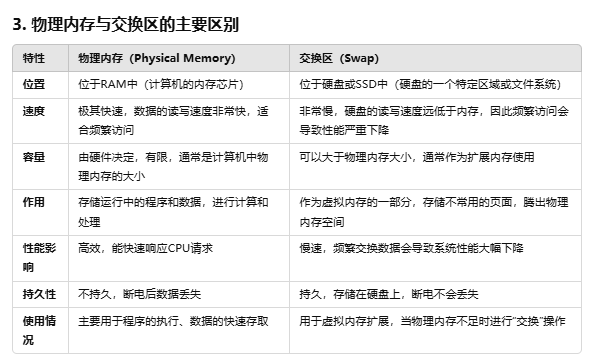 3. 物理内存与交换区的主要区别
特性 物理内存（Physical Memory） 交换区（Swap）
位置 位于RAM中（计算机的内存芯片） 位于硬盘或SSD中（硬盘的一个特定区域或文件系统）
速度 极其快速，数据的读写速度非常快，适 非常慢，硬盘的读写速度远低于内存，因此频繁访问会
合频繁访问 导致性能严重下降
容量 由硬件决定，有限，通常是计算机中物 可以大于物理内存大小，通常作为扩展内存使用
理内存的大小
作用 存储运行中的程序和数据，进行计算和 作为虚拟内存的一部分，存储不常用的页面，腾出物理
处理 内存空间
性能影 高效，能快速响应CPU请求 慢速，频繁交换数据会导致系统性能大幅下降
响
持久性 不持久，断电后数据丢失 持久，存储在硬盘上，断电不会丢失
使用情 主要用于程序的执行、数据的快速存取 用于虚拟内存扩展，当物理内存不足时进行“交换”操作
况